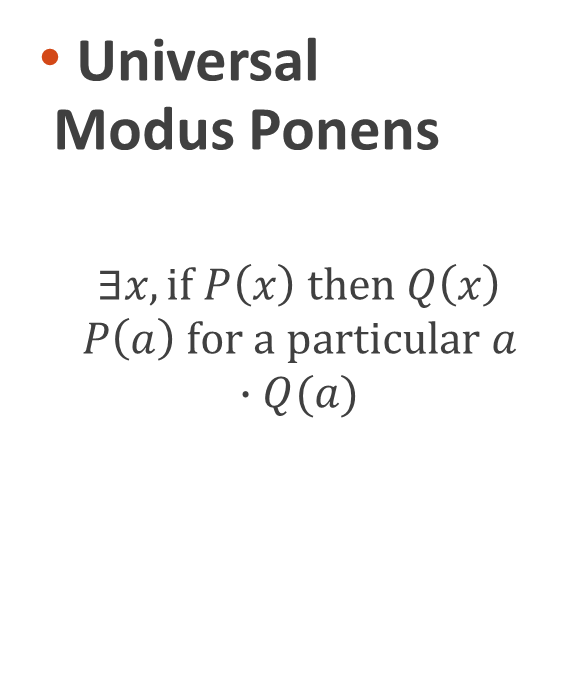 • Universal
Modus Ponens
∃x, if P(x) then Q(x)
P(a) for a particular a
· Q(a)